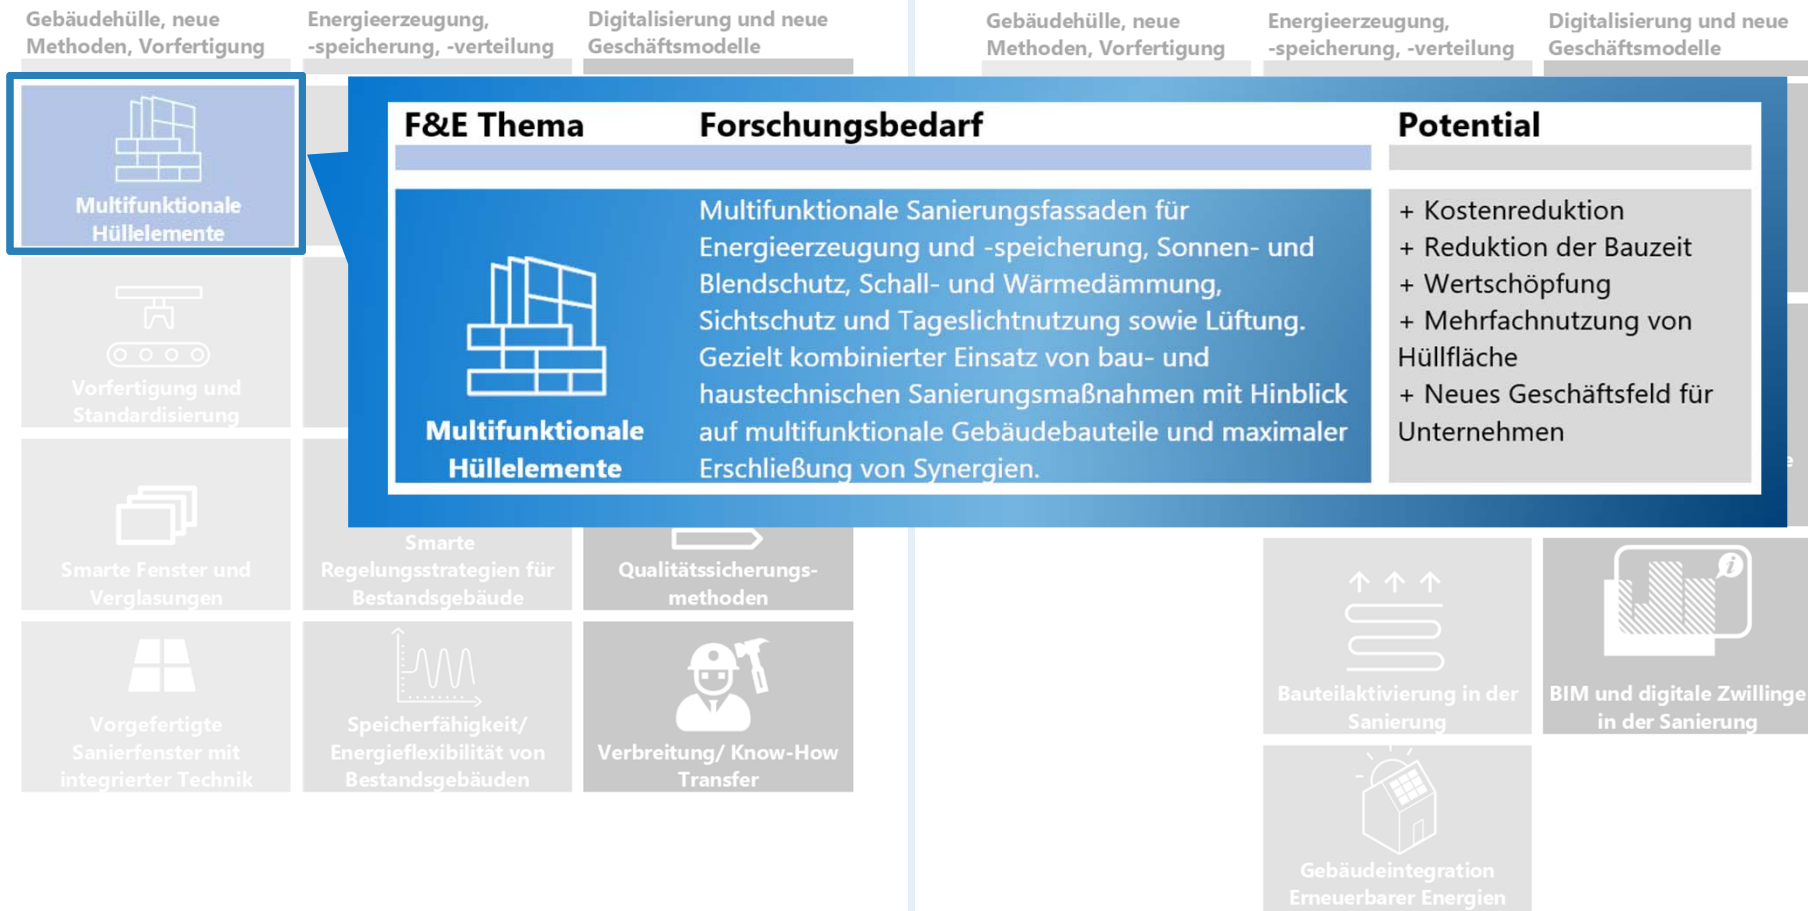 Gebäudehülle, neue
Methoden, Vorfertigung
Energieerzeugung,
-speicherung, -verteilung
Digitalisierung und neue
Geschäftsmodelle
Gebäudehülle, neue
Methoden, Vorfertigung
Energieerzeugung,
-speicherung, -verteilung
Digitalisierung und neue
Geschäftsmodelle
Multifunktionale
Hüllelemente
F&E Thema
Forschungsbedarf
Potential
Multifunktionale
Hüllelemente
Multifunktionale Sanierungsfassaden für
Energieerzeugung und -speicherung, Sonnen- und
Blendschutz, Schall- und Wärmedämmung,
Sichtschutz und Tageslichtnutzung sowie Lüftung.
Gezielt kombinierter Einsatz von bau- und
haustechnischen Sanierungsmaßnahmen mit Hinblick
auf multifunktionale Gebäudebauteile und maximaler
Erschließung von Synergien.
+ Kostenreduktion
+ Reduktion der Bauzeit
+ Wertschöpfung
+ Mehrfachnutzung von
Hüllfläche
+ Neues Geschäftsfeld für
Unternehmen
Vorfertigung und
Standardisierung
Smarte Fenster und
Verglasungen
Smarte
Regelungsstrategien für
Bestandsgebäude
Qualitätssicherungs-
methoden
Vorgefertigte
Sanierfenster mit
integrierter Technik
Speicherfähigkeit/
Energieflexibilität von
Bestandsgebäuden
Verbreitung/ Know-How
Transfer
Bauteilaktivierung in der
Sanierung
BIM und digitale Zwillinge
in der Sanierung
Gebäudeintegration
Erneuerbarer Energien